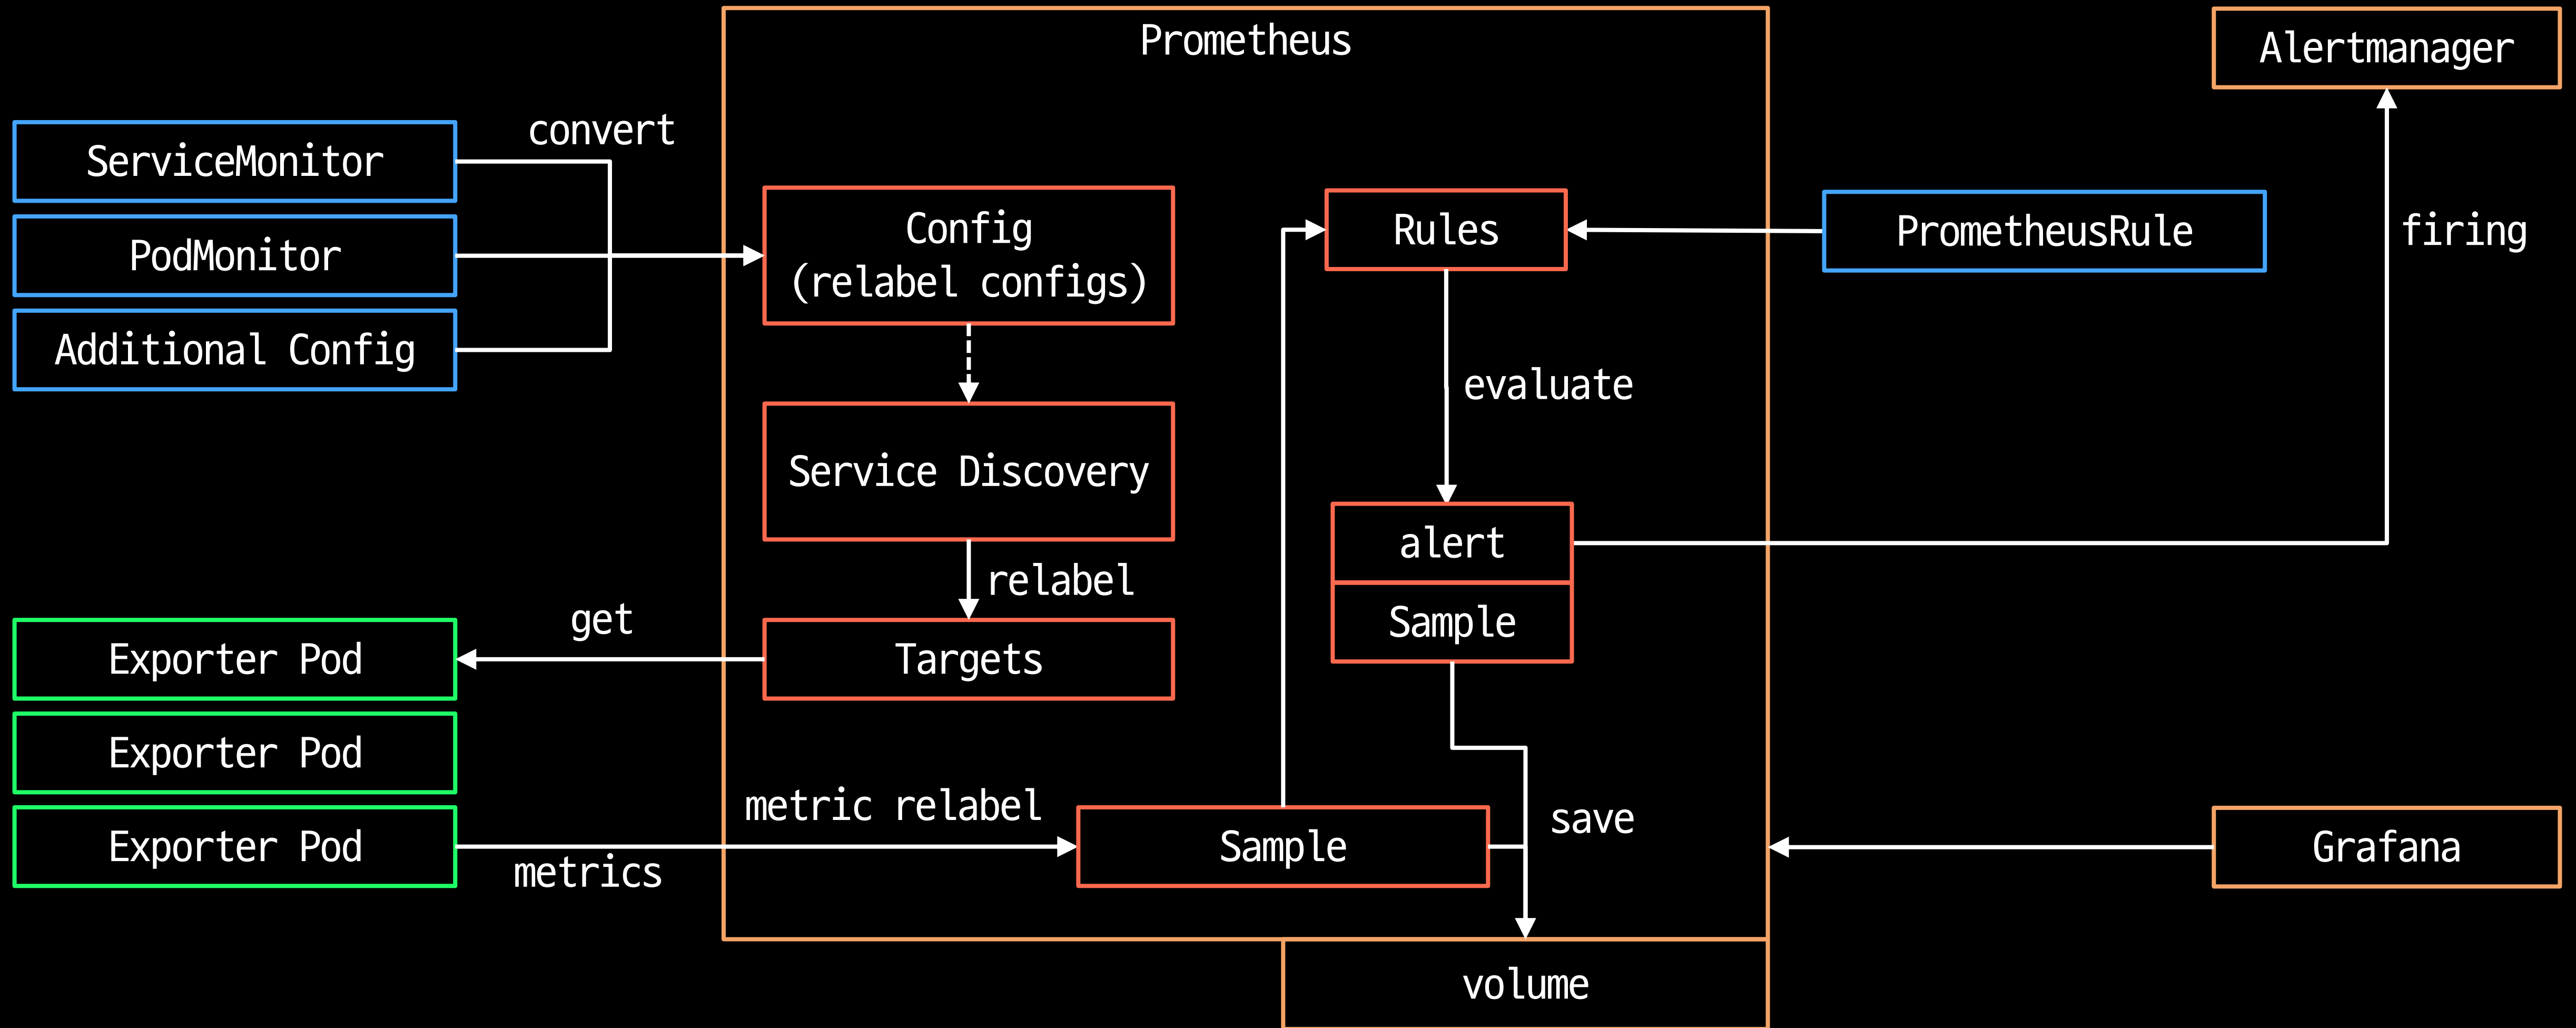 Prometheus
Alertmanager
convert
ServiceMonitor
PodMonitor
Additional Config
Config
(relabel configs)
Rules
PrometheusRule
firing
evaluate
Service Discovery
alert
relabel
Sample
get
Exporter Pod
Targets
Exporter Pod
metric relabel
Exporter Pod
metrics
Sample
save
Grafana
volume